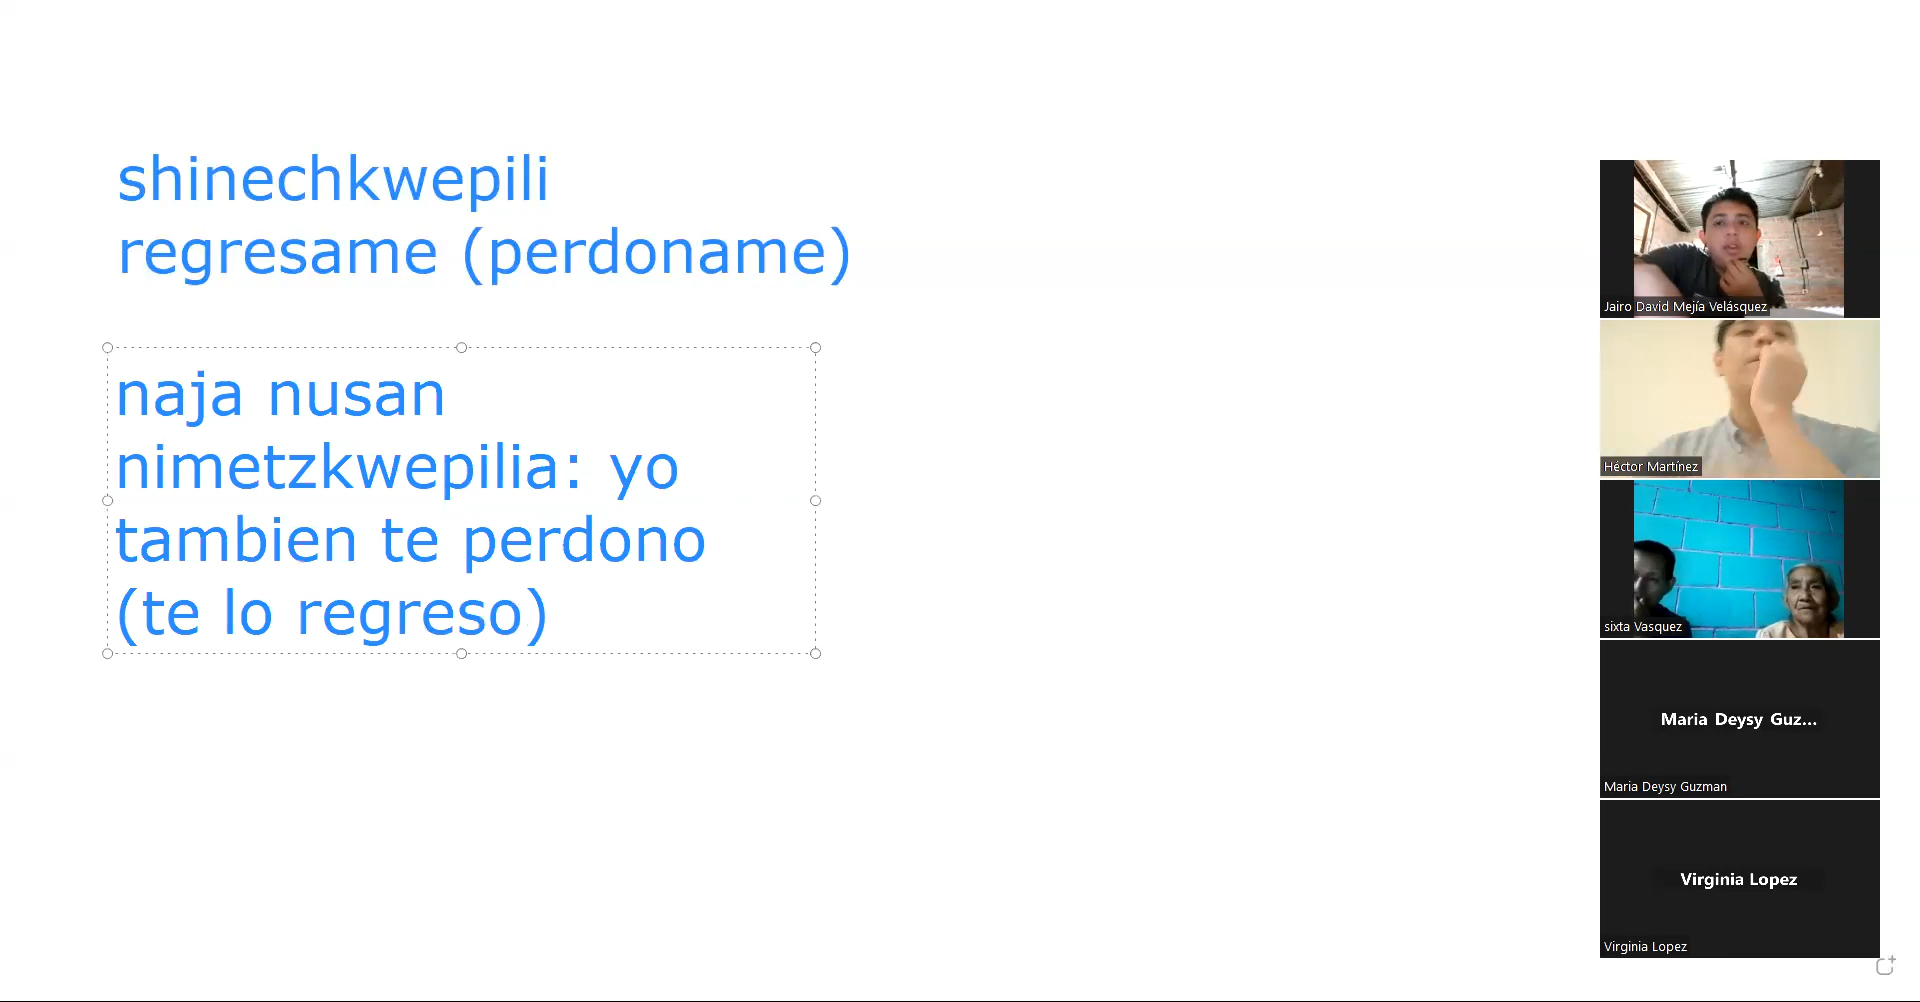 shinechkwepili
regresame (perdoname)
naja nusan
nimetzkwepilia: yo
tambien te perdono
(te lo regreso)
Jairo David Mejía Velásquez
Héctor Martínez
sixta Vasquez
Maria Deysy Guz...
Maria Deysy Guzman
Virginia Lopez
Virginia Lopez